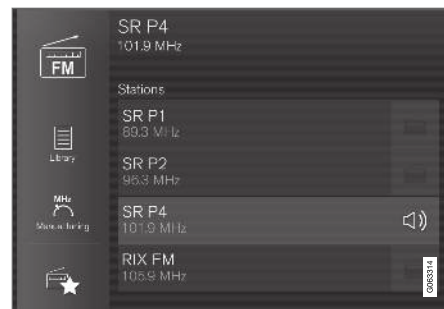 SR P4
101.9 MHz
FM
Stations
SR P1
89.3 MHz
Library
SR P2
96.3 MHz
MHz
Manual tuning
SR P4
101.9 MHz
RIX FM
105.9 MHz
G063314